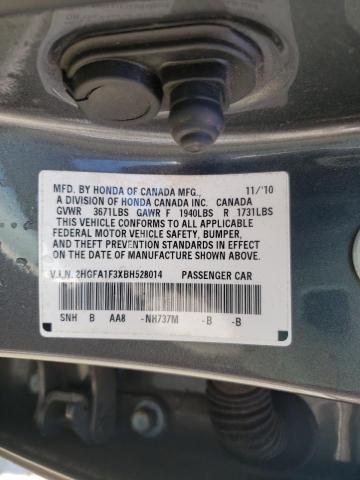 MFD. BY HONDA OF CANADA MFG., 11/'10
A DIVISION OF HONDA CANADA INC. CANADA
GVWR 3671LBS GAWR F 1940LBS R 1731LBS
THIS VEHICLE CONFORMS TO ALL APPLICABLE
FEDERAL MOTOR VEHICLE SAFETY, BUMPER,
AND THEFT PREVENTION STANDARDS IN EFFECT
ON THE DATE OF MANUFACTURE SHOWN ABOVE.
V.I.N. 2HGFA1F3XBH528014 PASSENGER CAR
SNH B AA8 -NH737M -B -B